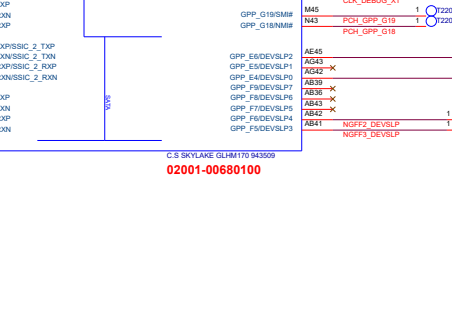 XP
CLK_DEBUG_X1
XN GPP_G19/SMI# M45 1 T220
XP GPP_G18/NMI# N43 PCH_GPP_G19 1 T220
PCH_GPP_G18
XP/SSIC_2_TXP
XN/SSIC_2_TXN GPP_E6/DEVSLP2 AE45
XP/SSIC_2_RXP GPP_E5/DEVSLP1 AG43
XN/SSIC_2_RXN GPP_E4/DEVSLP0 AG42
GPP_F9/DEVSLP7 AB39
XP GPP_F8/DEVSLP6 AB36
XN GPP_F7/DEVSLP5 AB43
XP GPP_F6/DEVSLP4 AB42 1
XN GPP_F5/DEVSLP3 AB41 NGFF2_DEVSLP 1
NGFF3_DEVSLP
SATA
C.S SKYLAKE GLHM170 943509
02001-00680100